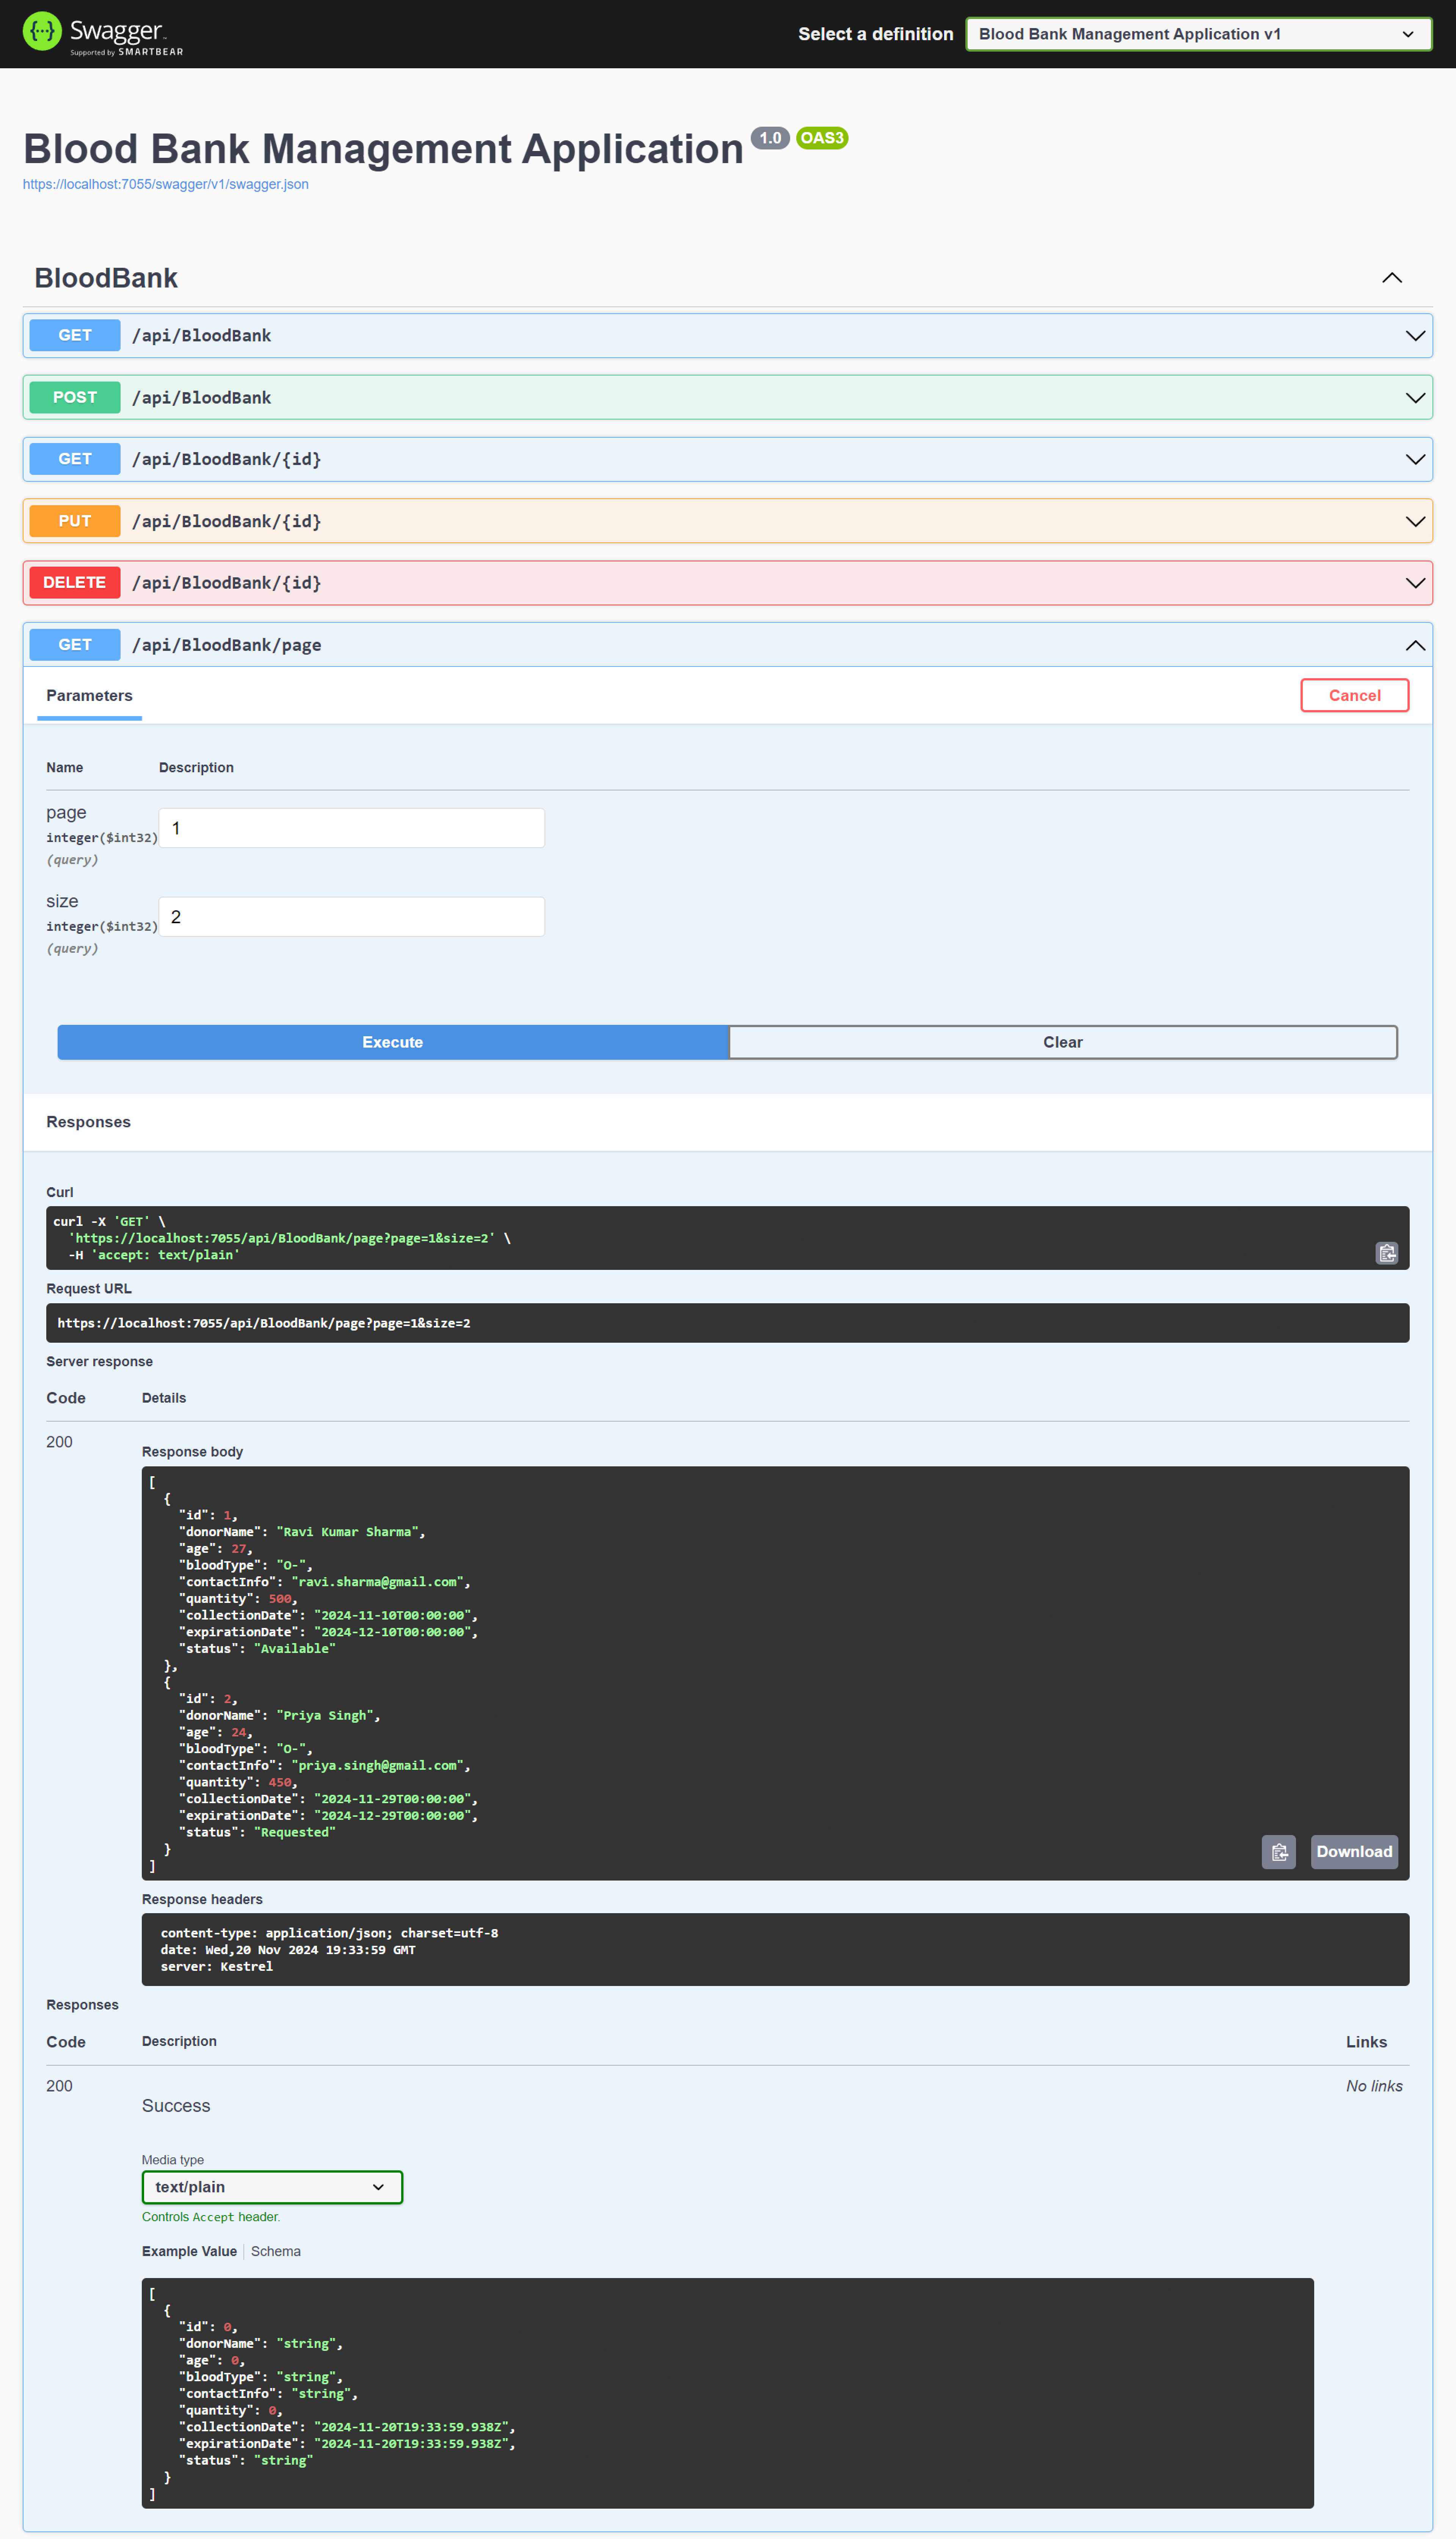 Swagger
Supported by SMARTBEAR
Select a definition
Blood Bank Management Application v1
Blood Bank Management Application 1.0 OAS3
https://localhost:7055/swagger/v1/swagger.json
BloodBank
GET /api/BloodBank
POST /api/BloodBank
GET /api/BloodBank/{id}
PUT /api/BloodBank/{id}
DELETE /api/BloodBank/{id}
GET /api/BloodBank/page
Parameters
Cancel
Name Description
page
integer($int32)
(query)
1
size
integer($int32)
(query)
2
Execute
Clear
Responses
Curl
curl -X 'GET' \
  'https://localhost:7055/api/BloodBank/page?page=1&size=2' \
  -H 'accept: text/plain'
Request URL
https://localhost:7055/api/BloodBank/page?page=1&size=2
Server response
Code Details
200
Response body
[
  {
    "id": 1,
    "donorName": "Ravi Kumar Sharma",
    "age": 27,
    "bloodType": "O-",
    "contactInfo": "ravi.sharma@gmail.com",
    "quantity": 500,
    "collectionDate": "2024-11-10T00:00:00",
    "expirationDate": "2024-12-10T00:00:00",
    "status": "Available"
  },
  {
    "id": 2,
    "donorName": "Priya Singh",
    "age": 24,
    "bloodType": "O-",
    "contactInfo": "priya.singh@gmail.com",
    "quantity": 450,
    "collectionDate": "2024-11-29T00:00:00",
    "expirationDate": "2024-12-29T00:00:00",
    "status": "Requested"
  }
]
Download
Response headers
content-type: application/json; charset=utf-8
date: Wed,20 Nov 2024 19:33:59 GMT
server: Kestrel
Responses
Code Description Links
200
Success
No links
Media type
text/plain
Controls Accept header.
Example Value Schema
[
  {
    "id": 0,
    "donorName": "string",
    "age": 0,
    "bloodType": "string",
    "contactInfo": "string",
    "quantity": 0,
    "collectionDate": "2024-11-20T19:33:59.938Z",
    "expirationDate": "2024-11-20T19:33:59.938Z",
    "status": "string"
  }
]